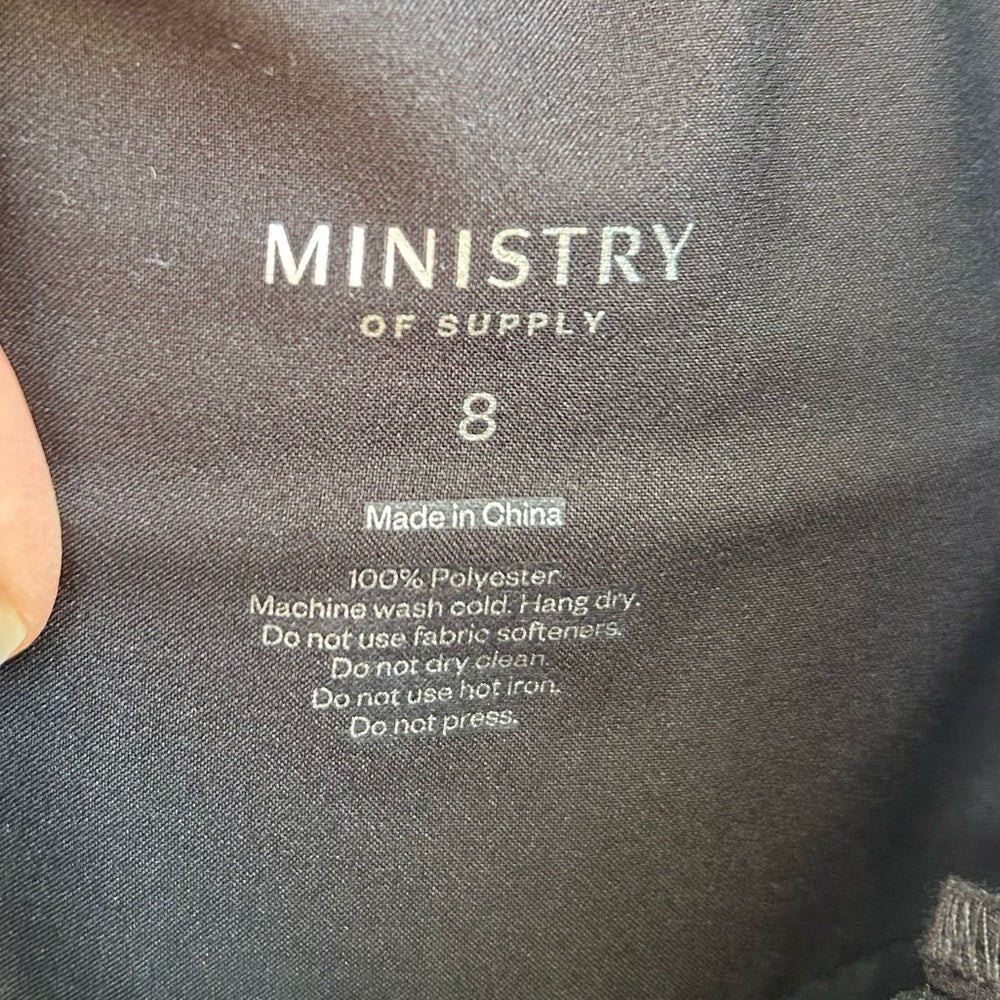 MINISTRY
OF SUPPLY
8
Made in China
100% Polyester
Machine wash cold. Hang dry.
Do not use fabric softeners.
Do not dry clean.
Do not use hot iron.
Do not press.